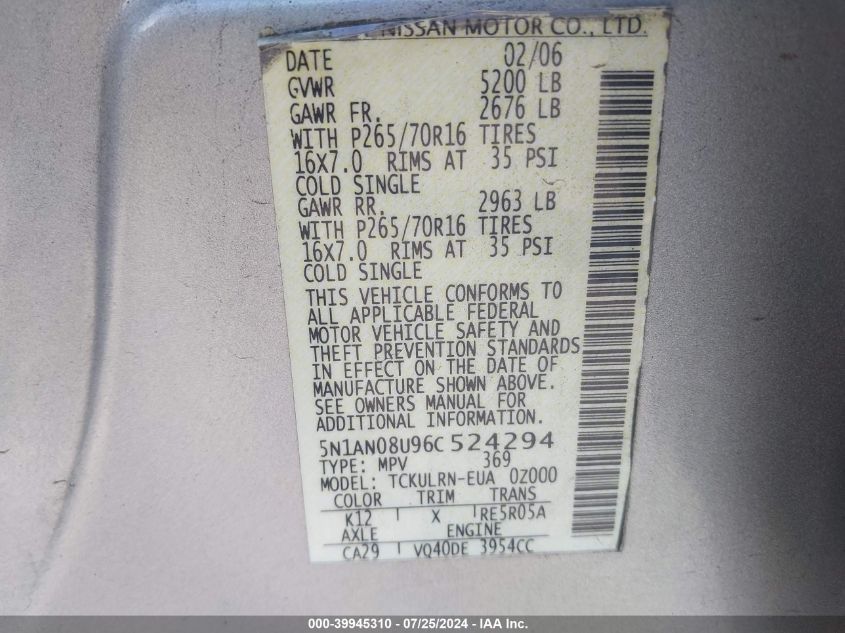 NISSAN MOTOR CO., LTD.
DATE 02/06
GVWR 5200 LB
GAWR FR. 2676 LB
WITH P265/70R16 TIRES
16X7.0 RIMS AT 35 PSI
COLD SINGLE
GAWR RR. 2963 LB
WITH P265/70R16 TIRES
16X7.0 RIMS AT 35 PSI
COLD SINGLE
THIS VEHICLE CONFORMS TO
ALL APPLICABLE FEDERAL
MOTOR VEHICLE SAFETY AND
THEFT PREVENTION STANDARDS
IN EFFECT ON THE DATE OF
MANUFACTURE SHOWN ABOVE.
SEE OWNERS MANUAL FOR
ADDITIONAL INFORMATION.
5N1AN08U96C 524294
TYPE: MPV 369
MODEL: TCKULRN-EUA 0Z000
COLOR TRIM TRANS
K12 X RE5R05A
AXLE ENGINE
CA29 VQ40DE 3954CC
000-39945310 - 07/25/2024 - IAA Inc.